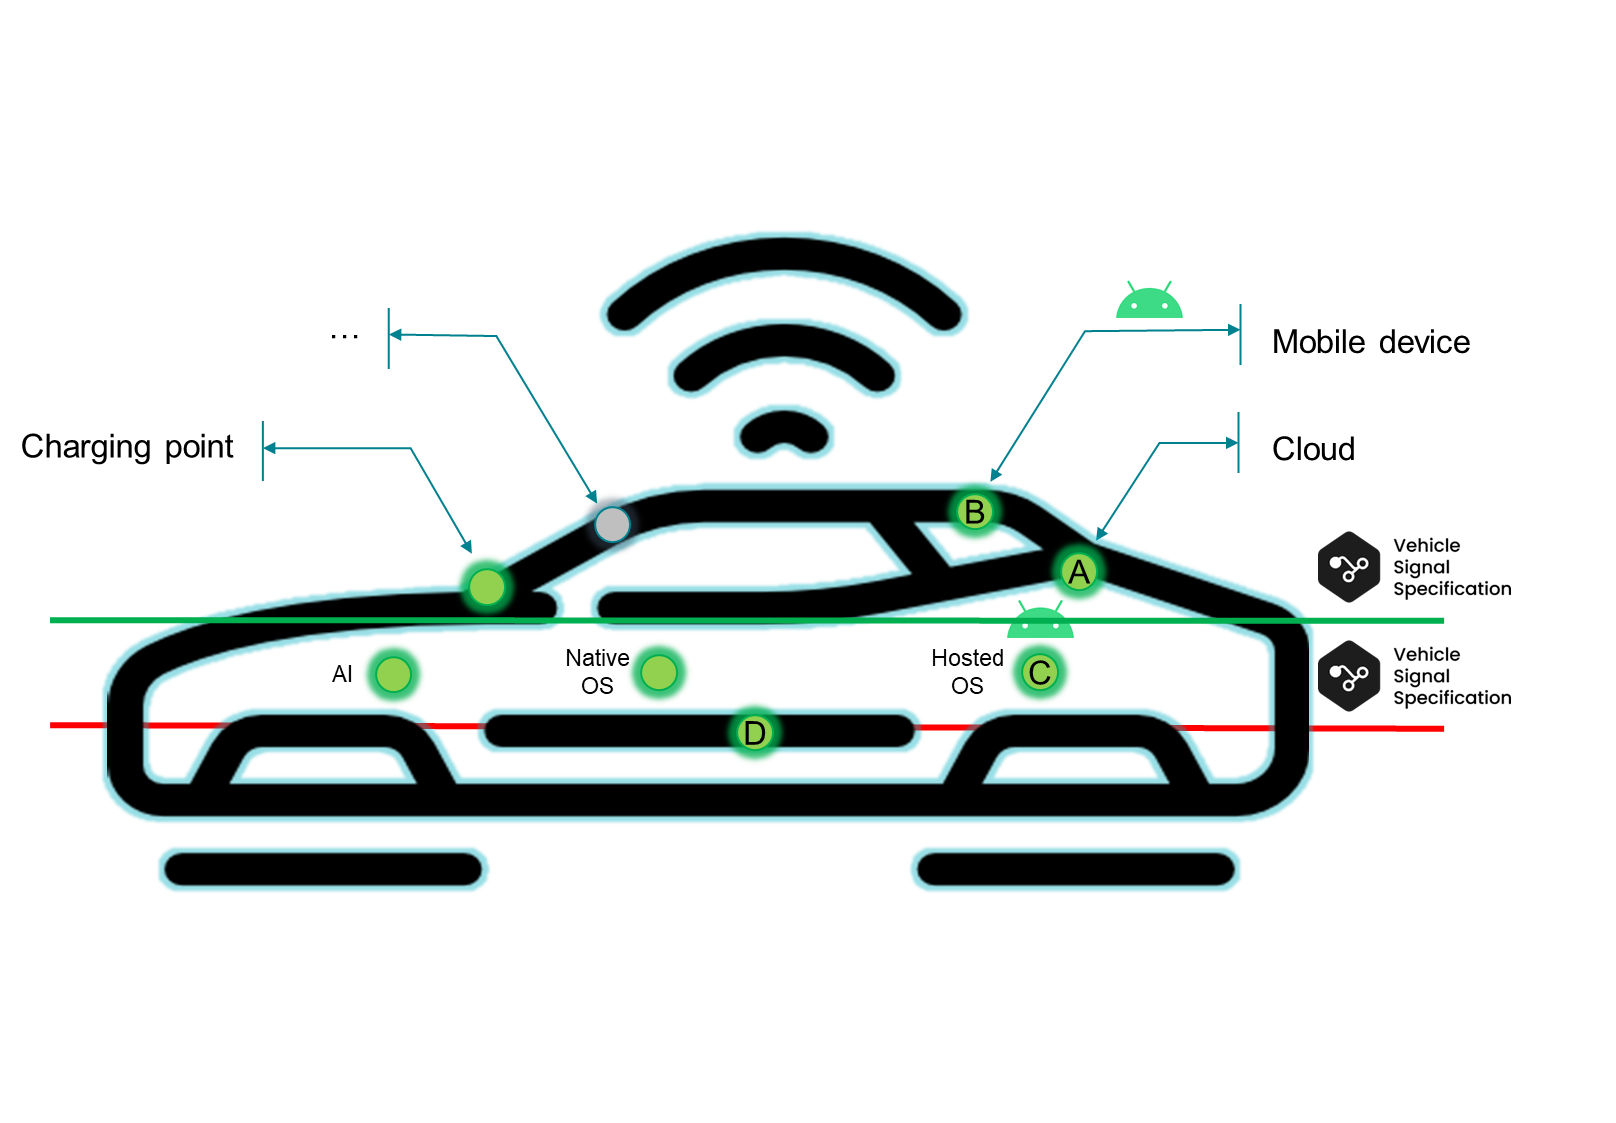 ...
Mobile device
Charging point
Cloud
B
A
Vehicle
Signal
Specification
AI
Native
OS
Hosted
OS
C
Vehicle
Signal
Specification
D